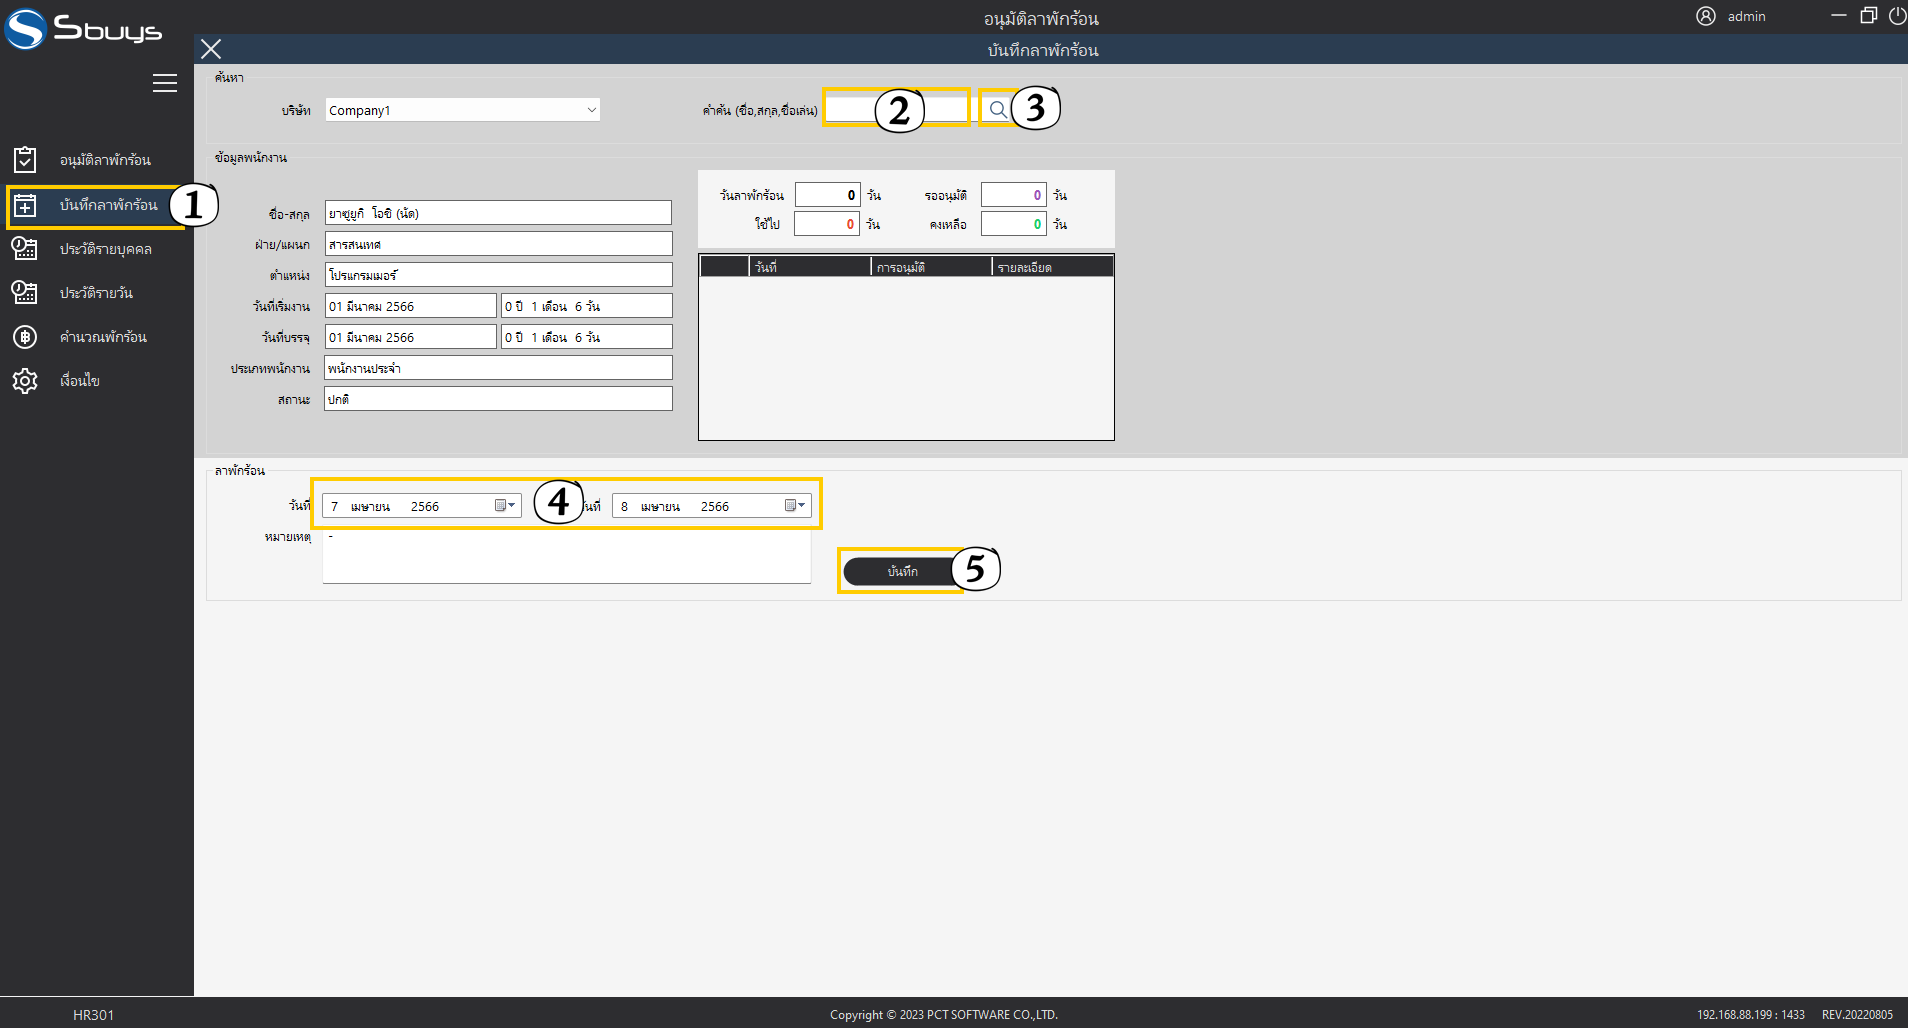 Sbuys
อนุมัติลาพักร้อน
admin
บันทึกลาพักร้อน
ค้นหา
บริษัท Company1 คำค้น (ชื่อ,สกุล,ชื่อเล่น) 2 3
อนุมัติลาพักร้อน
บันทึกลาพักร้อน 1
ประวัติรายบุคคล
ประวัติรายวัน
คำนวณพักร้อน
เงื่อนไข
ข้อมูลพนักงาน
ชื่อ-สกุล ยาซูยูกิ โอชิ (นัด)
ฝ่าย/แผนก สารสนเทศ
ตำแหน่ง โปรแกรมเมอร์
วันที่เริ่มงาน 01 มีนาคม 2566 0 ปี 1 เดือน 6 วัน
วันที่บรรจุ 01 มีนาคม 2566 0 ปี 1 เดือน 6 วัน
ประเภทพนักงาน พนักงานประจำ
สถานะ ปกติ
วันลาพักร้อน 0 วัน รออนุมัติ 0 วัน
ใช้ไป 0 วัน คงเหลือ 0 วัน
วันที่ การอนุมัติ รายละเอียด
ลาพักร้อน
วันที่ 7 เมษายน 2566 4 นที่ 8 เมษายน 2566
หมายเหตุ -
บันทึก 5
HR301
Copyright © 2023 PCT SOFTWARE CO.,LTD.
192.168.88.199 : 1433 REV.20220805